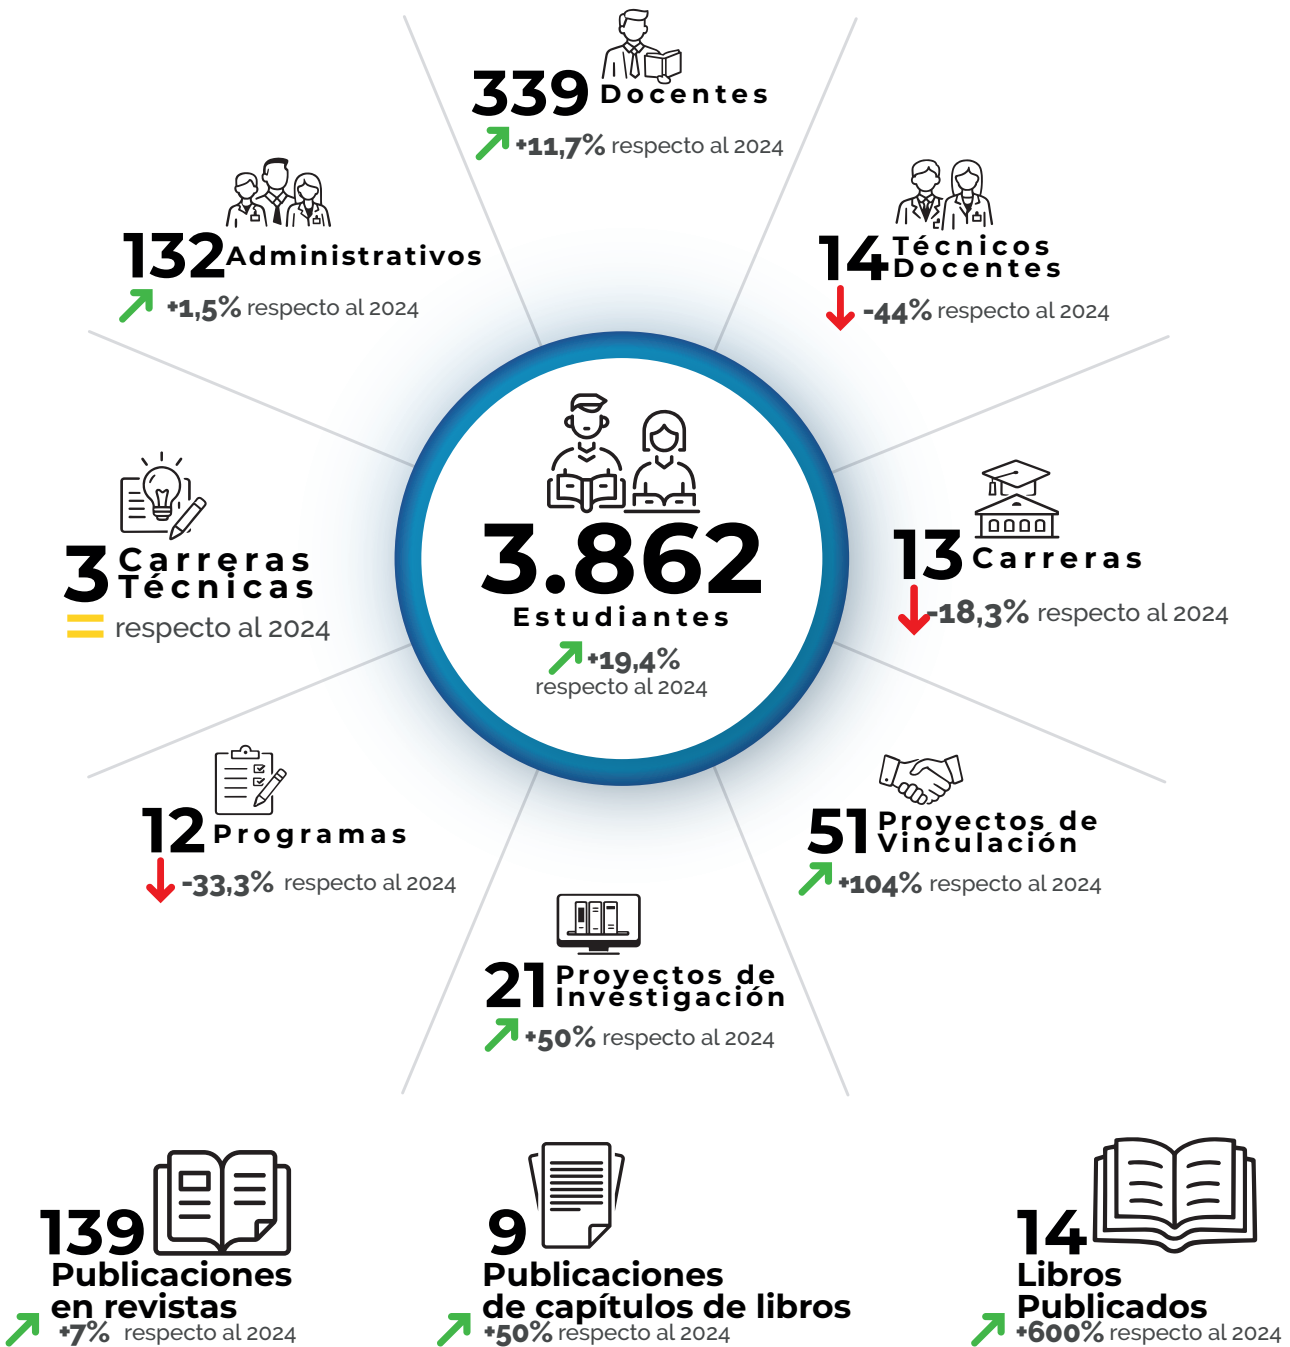 339 Docentes
+11,7% respecto al 2024
132 Administrativos
+1,5% respecto al 2024
14 Técnicos
Docentes
-44% respecto al 2024
3 Carreras
Técnicas
= respecto al 2024
3.862
Estudiantes
+19,4%
respecto al 2024
13 Carreras
-18,3% respecto al 2024
12 Programas
-33,3% respecto al 2024
51 Proyectos de
Vinculación
+104% respecto al 2024
21 Proyectos de
Investigación
+50% respecto al 2024
139
Publicaciones
en revistas
+7% respecto al 2024
9
Publicaciones
de capítulos de libros
+50% respecto al 2024
14
Libros
Publicados
+600% respecto al 2024